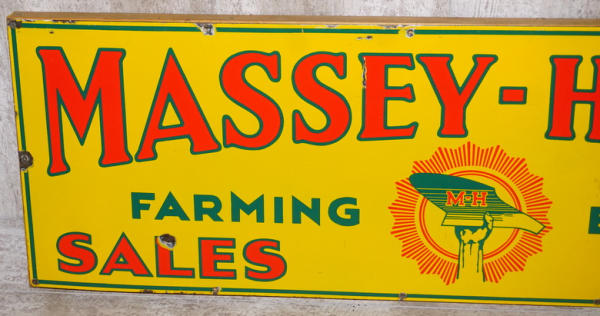 MASSEY-H
FARMING
SALES
M-H
E